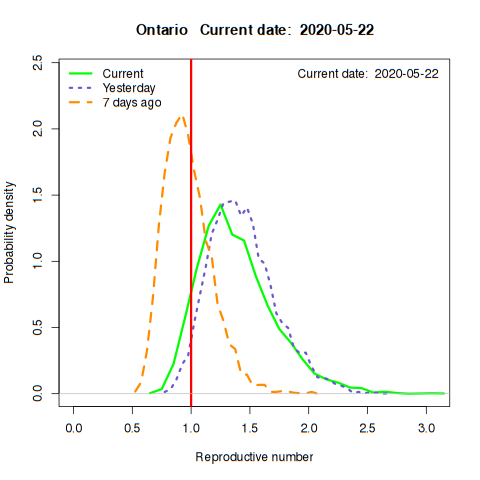 Ontario Current date: 2020-05-22
Current date: 2020-05-22
Current
Yesterday
7 days ago
Probability density
2.5
2.0
1.5
1.0
0.5
0.0
0.0 0.5 1.0 1.5 2.0 2.5 3.0
Reproductive number